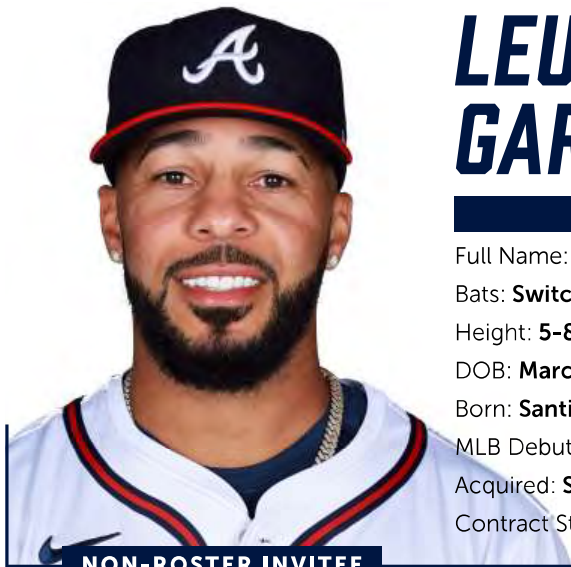 A
LEU
GAR
Full Name:
Bats: Switc
Height: 5-8
DOB: Marc
Born: Santi
MLB Debut
Acquired: S
Contract St
NON-ROSTER INVITEE